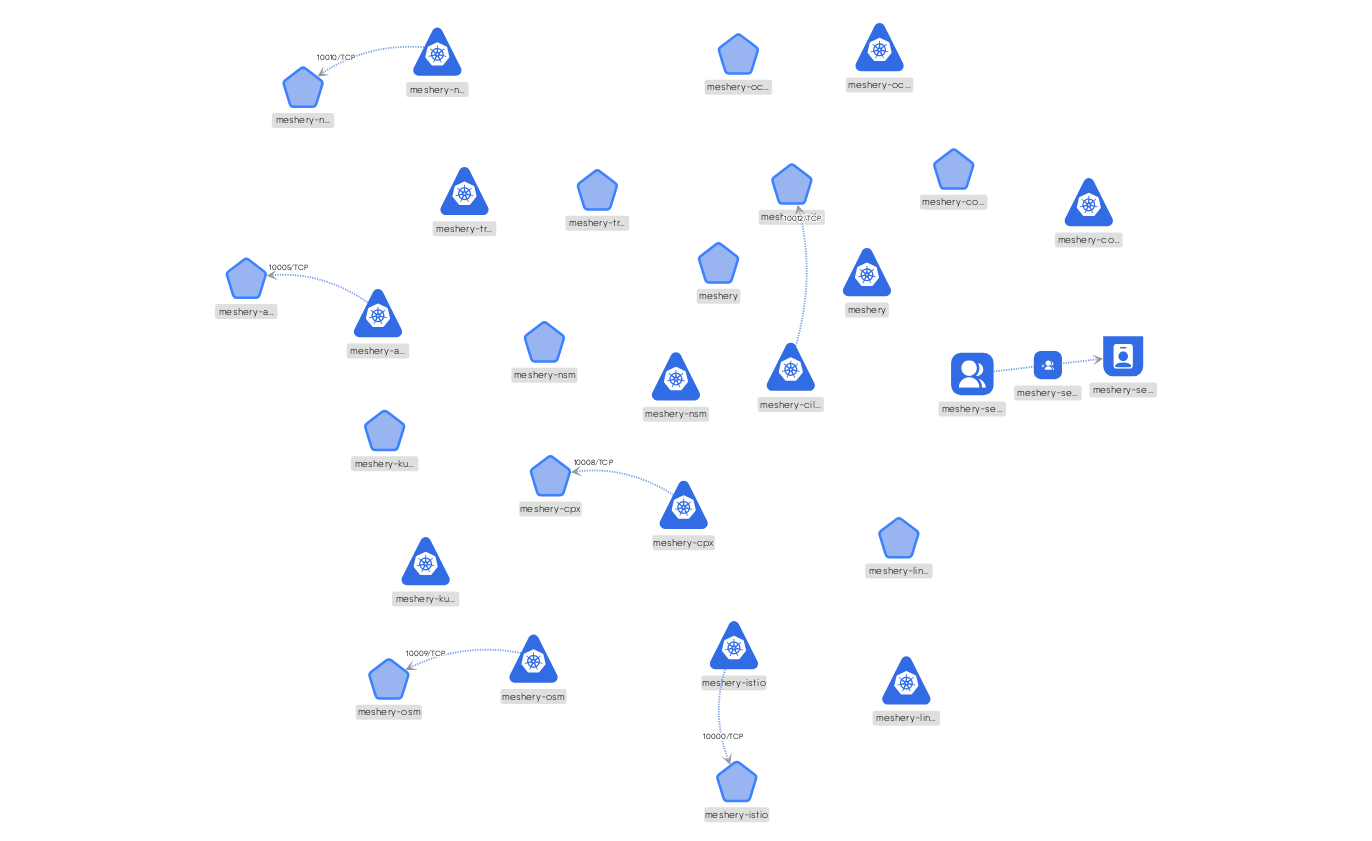 10010/TCP
meshery-n...
meshery-n...
meshery-oc...
meshery-oc...
meshery-tr...
meshery-tr...
10012/TCP
meshery-co...
meshery-co...
10005/TCP
meshery-a...
meshery-a...
meshery
meshery
meshery-nsm
meshery-nsm
meshery-cil...
meshery-se...
meshery-se...
meshery-se...
meshery-ku...
10008/TCP
meshery-cpx
meshery-cpx
meshery-lin...
meshery-ku...
10009/TCP
meshery-osm
meshery-osm
meshery-istio
meshery-lin...
10000/TCP
meshery-istio